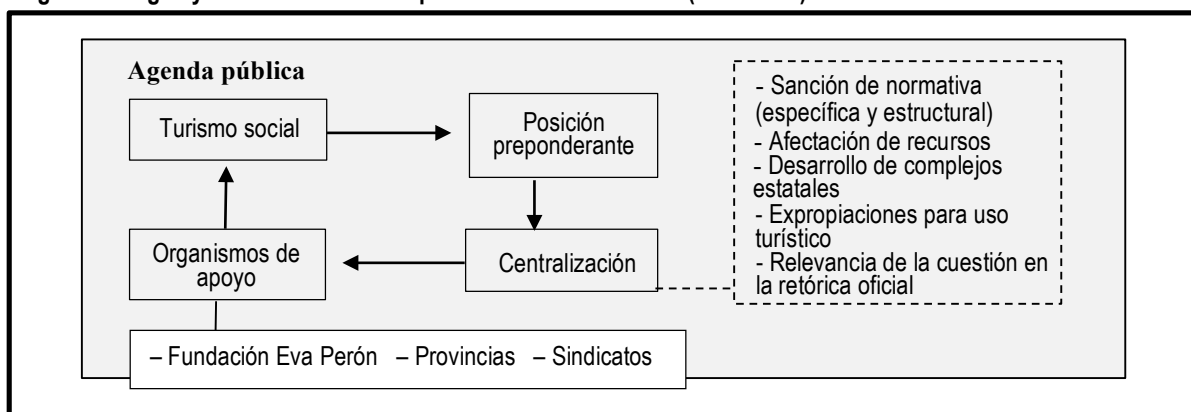 Agenda pública
Turismo social
Posición
preponderante
- Sanción de normativa
(específica y estructural)
- Afectación de recursos
- Desarrollo de complejos
estatales
- Expropiaciones para uso
turístico
- Relevancia de la cuestión en
la retórica oficial
Organismos de
apoyo
Centralización
– Fundación Eva Perón – Provincias – Sindicatos